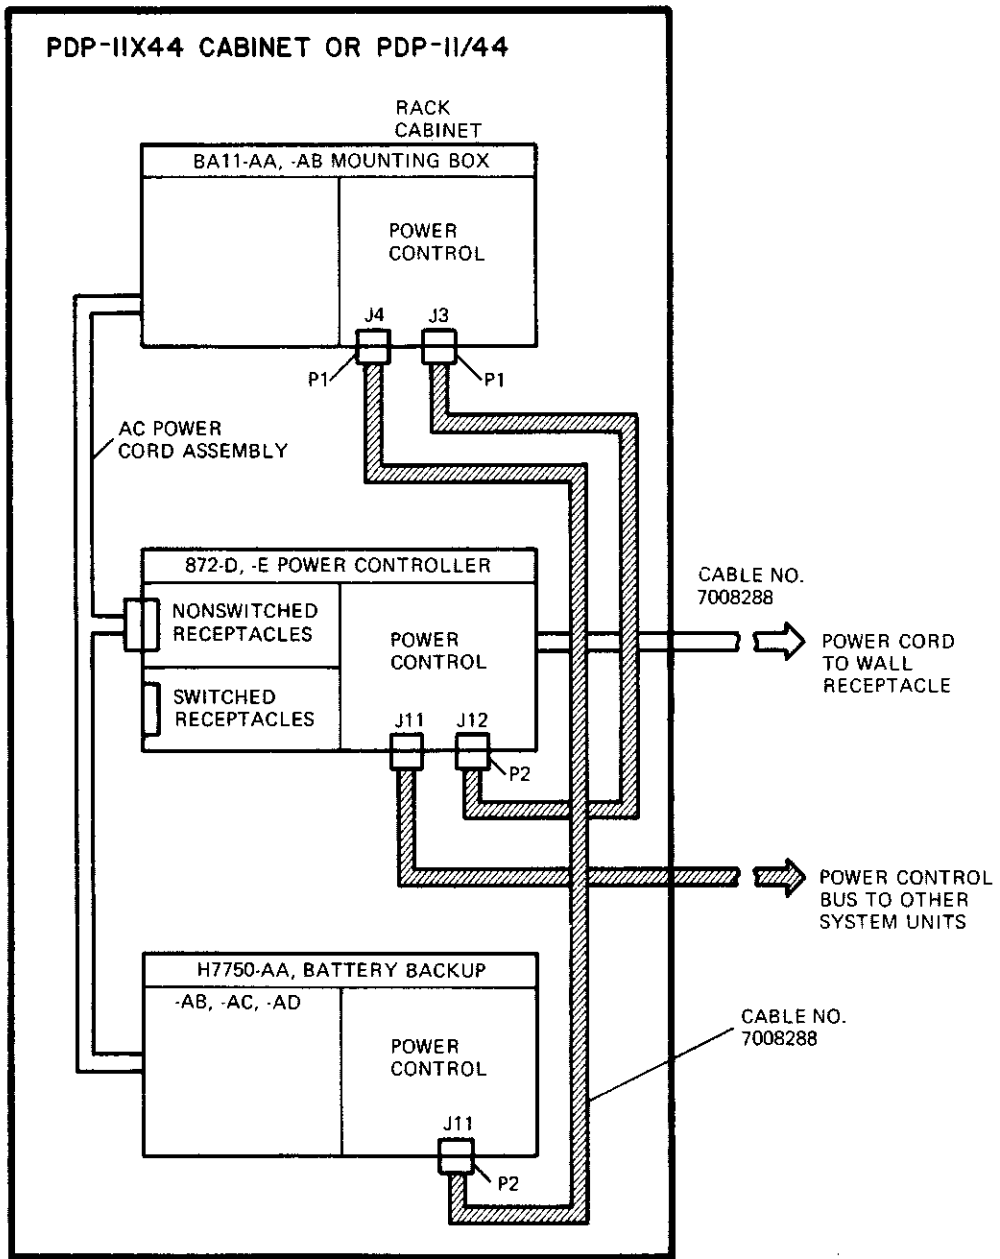 PDP-11X44 CABINET OR PDP-11/44
RACK
CABINET
BA11-AA, -AB MOUNTING BOX
POWER
CONTROL
J4
J3
P1
P1
AC POWER
CORD ASSEMBLY
872-D, -E POWER CONTROLLER
NONSWITCHED
RECEPTACLES
POWER
CONTROL
SWITCHED
RECEPTACLES
J11
J12
P2
CABLE NO.
7008288
POWER CORD
TO WALL
RECEPTACLE
POWER CONTROL
BUS TO OTHER
SYSTEM UNITS
H7750-AA, BATTERY BACKUP
-AB, -AC, -AD
POWER
CONTROL
J11
P2
CABLE NO.
7008288